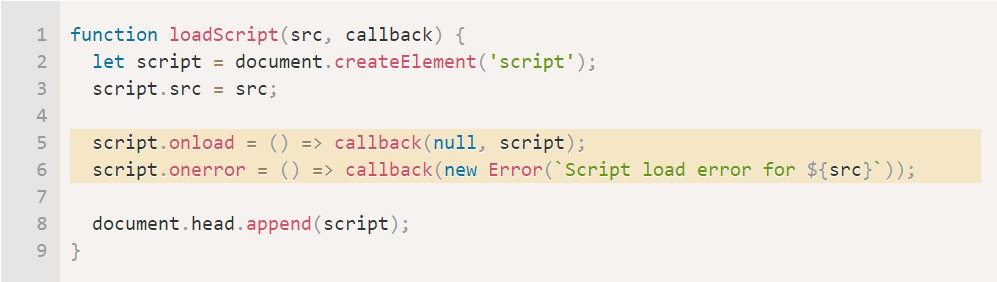 1 function loadScript(src, callback) {
2   let script = document.createElement('script');
3   script.src = src;
4
5   script.onload = () => callback(null, script);
6   script.onerror = () => callback(new Error(`Script load error for ${src}`));
7
8   document.head.append(script);
9 }